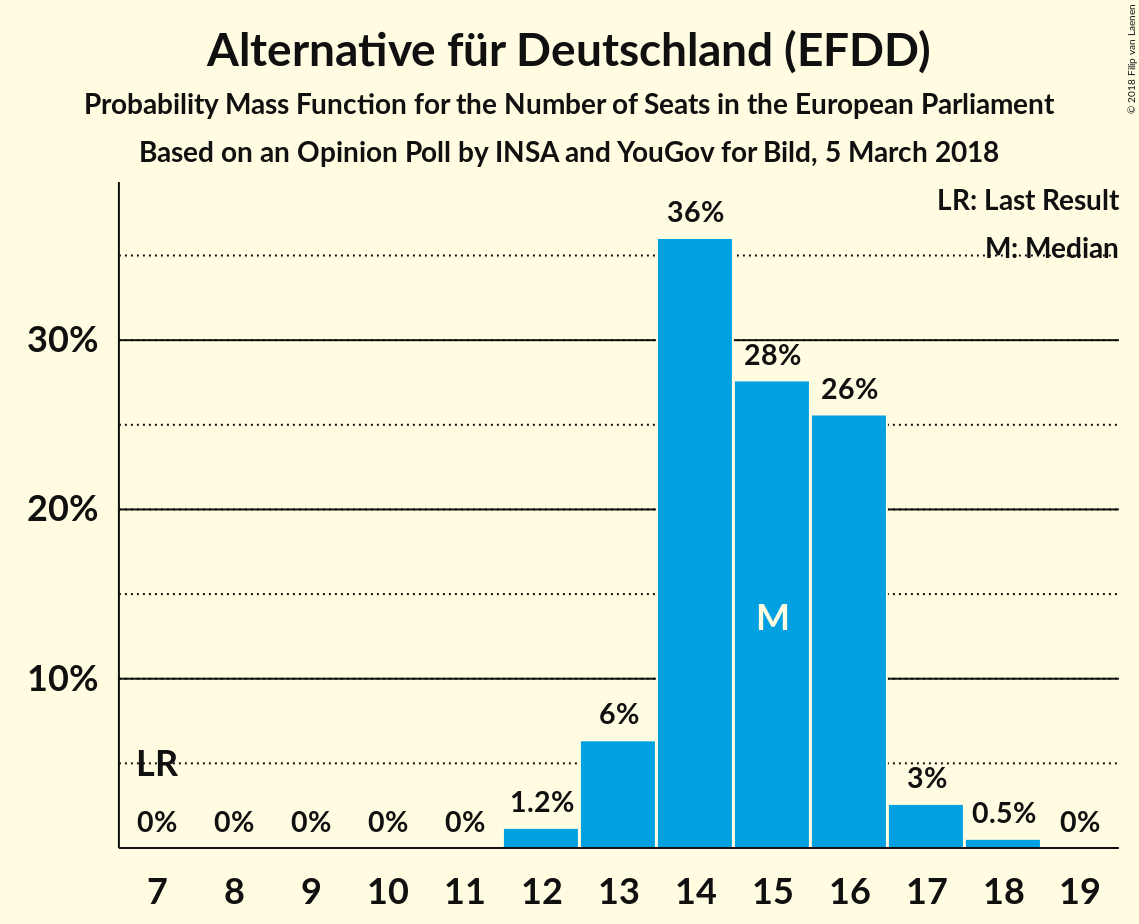 Alternative für Deutschland (EFDD)
Probability Mass Function for the Number of Seats in the European Parliament
Based on an Opinion Poll by INSA and YouGov for Bild, 5 March 2018
© 2018 Filip van Laenen
LR: Last Result
M: Median
36%
30%
28%
26%
20%
M
10%
6%
LR
3%
1.2%
0.5%
0% 0% 0% 0% 0% 0%
7 8 9 10 11 12 13 14 15 16 17 18 19